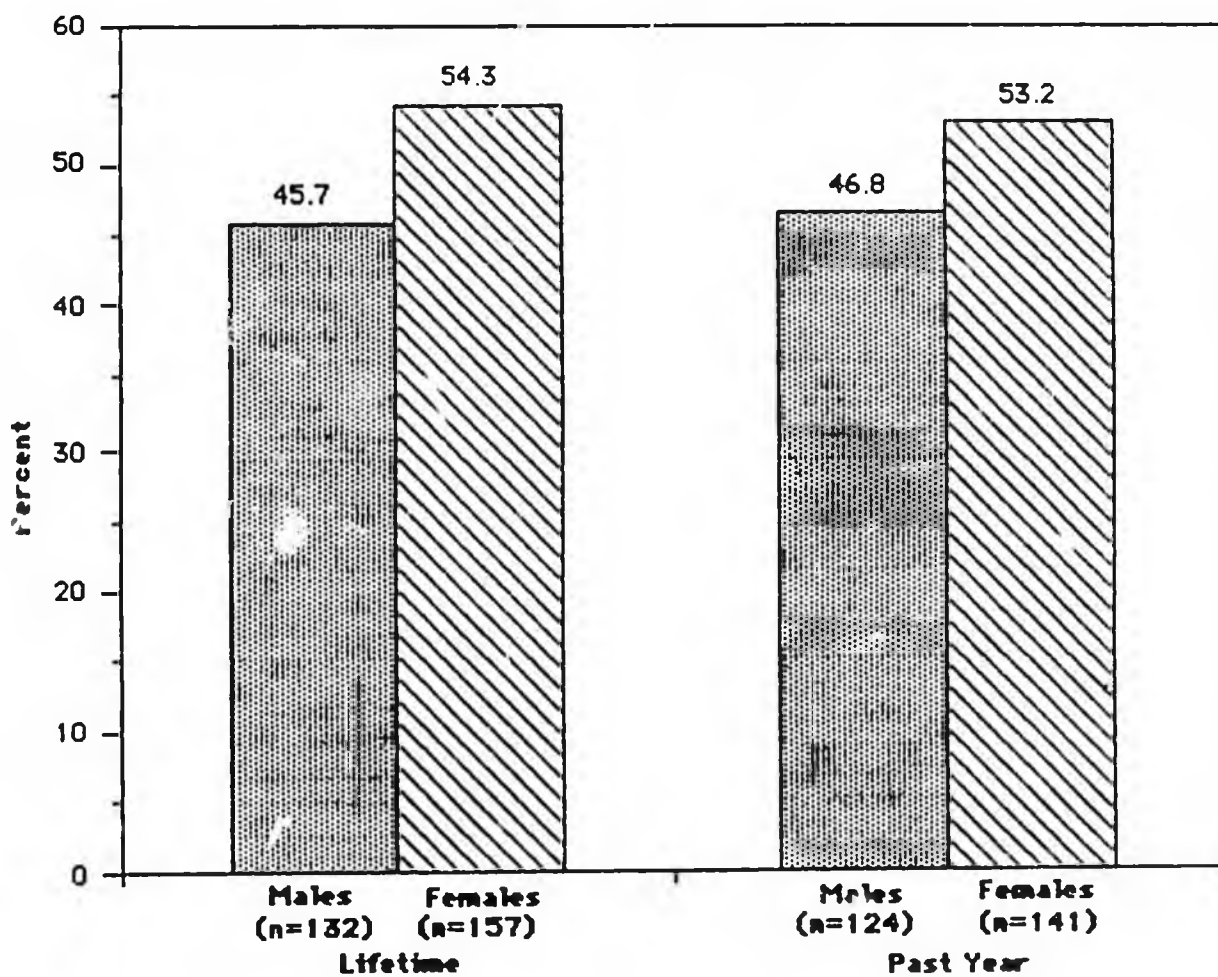 60
50
40
30
20
10
0
Percent
45.7
54.3
46.8
53.2
Males
(n=132)
Females
(n=157)
Lifetime
Males
(n=124)
Females
(n=141)
Past Year